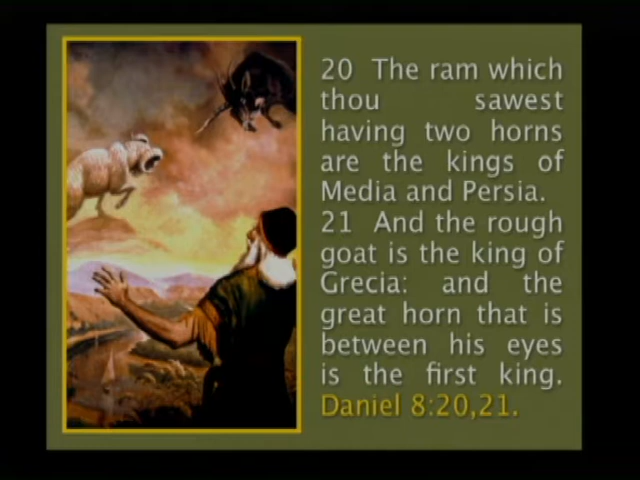 20 The ram which
thou sawest
having two horns
are the kings of
Media and Persia.
21 And the rough
goat is the king of
Grecia: and the
great horn that is
between his eyes
is the first king.
Daniel 8:20,21.